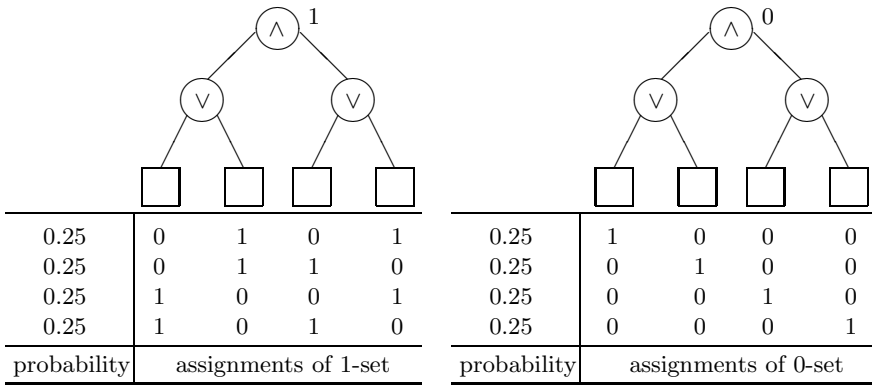 ∧ 1
∨ ∨
0.25 0 1 0 1
0.25 0 1 1 0
0.25 1 0 0 1
0.25 1 0 1 0
probability assignments of 1-set
∧ 0
∨ ∨
0.25 1 0 0 0
0.25 0 1 0 0
0.25 0 0 1 0
0.25 0 0 0 1
probability assignments of 0-set